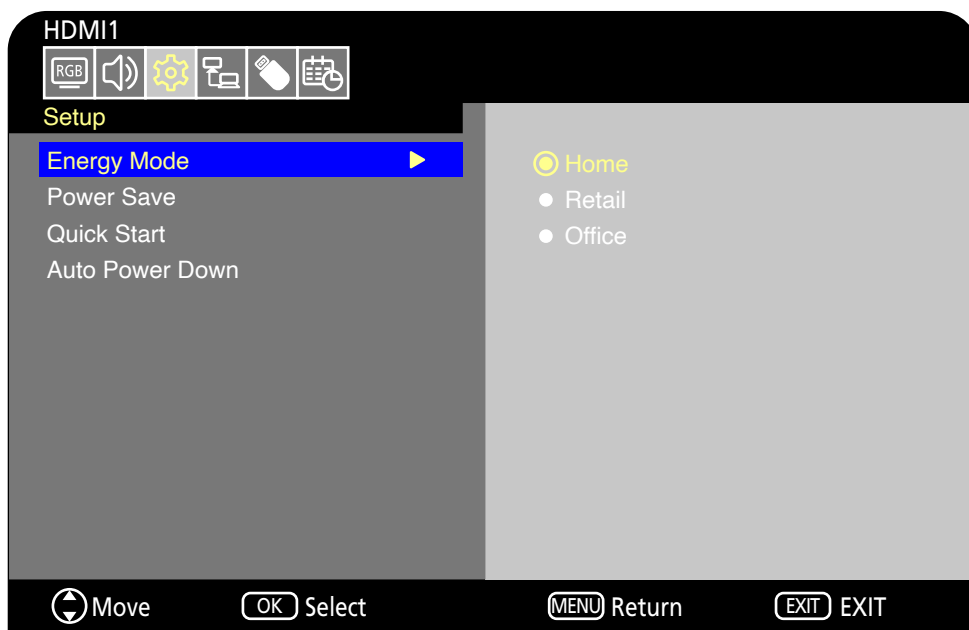 HDMI1
RGB
Setup
Energy Mode
Power Save
Quick Start
Auto Power Down
Home
Retail
Office
Move OK Select MENU Return EXIT EXIT